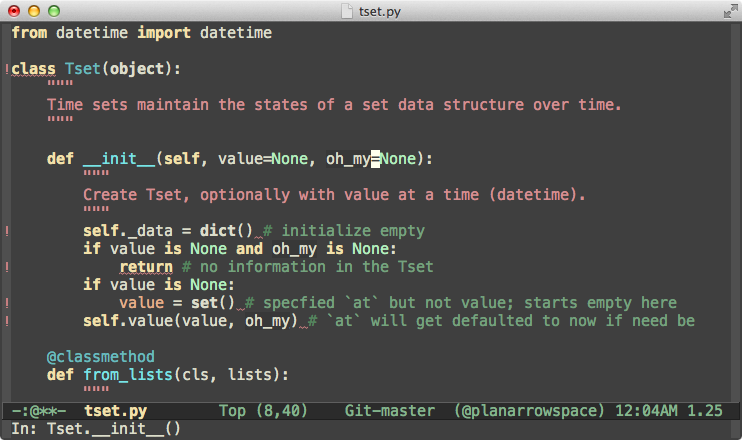 tset.py
from datetime import datetime
!class Tset(object):
    """
    Time sets maintain the states of a set data structure over time.
    """
    def __init__(self, value=None, oh_my=None):
        """
        Create Tset, optionally with value at a time (datetime).
        """
!        self._data = dict() # initialize empty
        if value is None and oh_my is None:
!            return # no information in the Tset
        if value is None:
!            value = set() # specfied `at` but not value; starts empty here
!        self.value(value, oh_my) # `at` will get defaulted to now if need be
    @classmethod
    def from_lists(cls, lists):
        """
-:@**-  tset.py        Top (8,40)    Git-master  (@planarrowspace) 12:04AM 1.25
In: Tset.__init__()